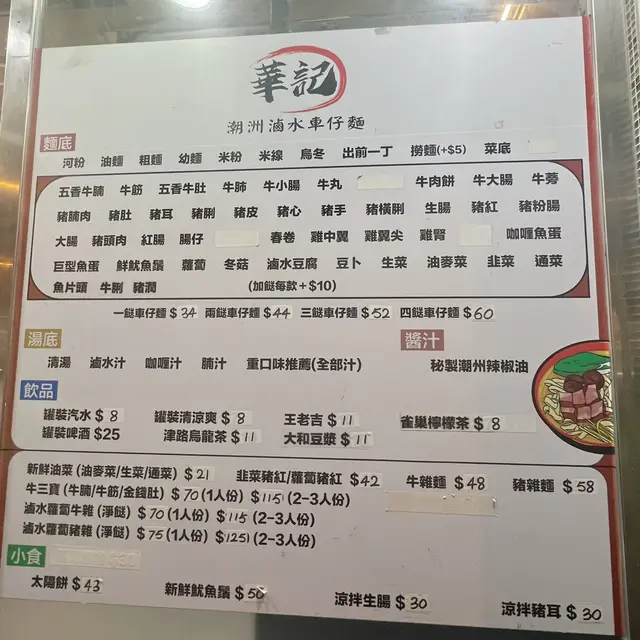 華記
潮洲滷水車仔麵
麵底
河粉 油麵 粗麵 幼麵 米粉 米線 烏冬 出前一丁 撈麵(+$5) 菜底
五香牛腩 牛筋 五香牛肚 牛肺 牛小腸 牛丸 牛肉餅 牛大腸 牛蒡
豬腩肉 豬肚 豬耳 豬脷 豬皮 豬心 豬手 豬橫脷 生腸 豬紅 豬粉腸
大腸 豬頭肉 紅腸 腸仔 春卷 雞中翼 雞翼尖 雞腎 咖喱魚蛋
巨型魚蛋 鮮魷魚鬚 蘿蔔 冬菇 滷水豆腐 豆卜 生菜 油麥菜 韭菜 通菜
魚片頭 牛脷 豬潤 (加餸每款+$10)
一餸車仔麵 $34 兩餸車仔麵 $44 三餸車仔麵 $52 四餸車仔麵 $60
湯底 醬汁
清湯 滷水汁 咖喱汁 腩汁 重口味推薦(全部汁) 秘製潮州辣椒油
飲品
罐裝汽水 $8 罐裝清涼爽 $8 王老吉 $11 雀巢檸檬茶 $8
罐裝啤酒 $25 津路烏龍茶 $11 大和豆漿 $11
新鮮油菜 (油麥菜/生菜/通菜) $21 韭菜豬紅/蘿蔔豬紅 $42 牛雜麵 $48 豬雜麵 $58
牛三寶 (牛腩/牛筋/金錢肚) $70 (1人份) $115 (2-3人份)
滷水蘿蔔牛雜 (淨餸) $70 (1人份) $115 (2-3人份)
滷水蘿蔔豬雜 (淨餸) $75 (1人份) $125 (2-3人份)
小食
太陽餅 $43 新鮮魷魚鬚 $50 涼拌生腸 $30 涼拌豬耳 $30